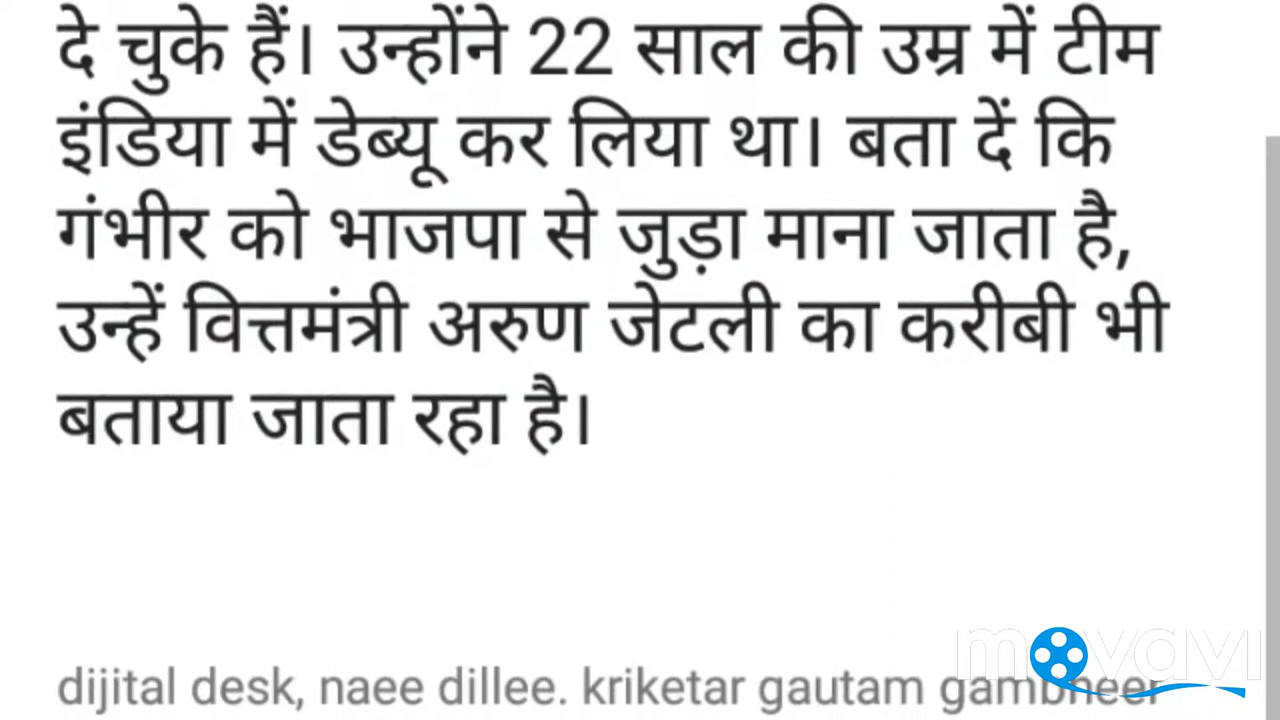 दे चुके हैं। उन्होंने 22 साल की उम्र में टीम
इंडिया में डेब्यू कर लिया था। बता दें कि
गंभीर को भाजपा से जुड़ा माना जाता है,
उन्हें वित्तमंत्री अरुण जेटली का करीबी भी
बताया जाता रहा है।
dijital desk, naee dillee. kriketar gautam gambheer
movavi